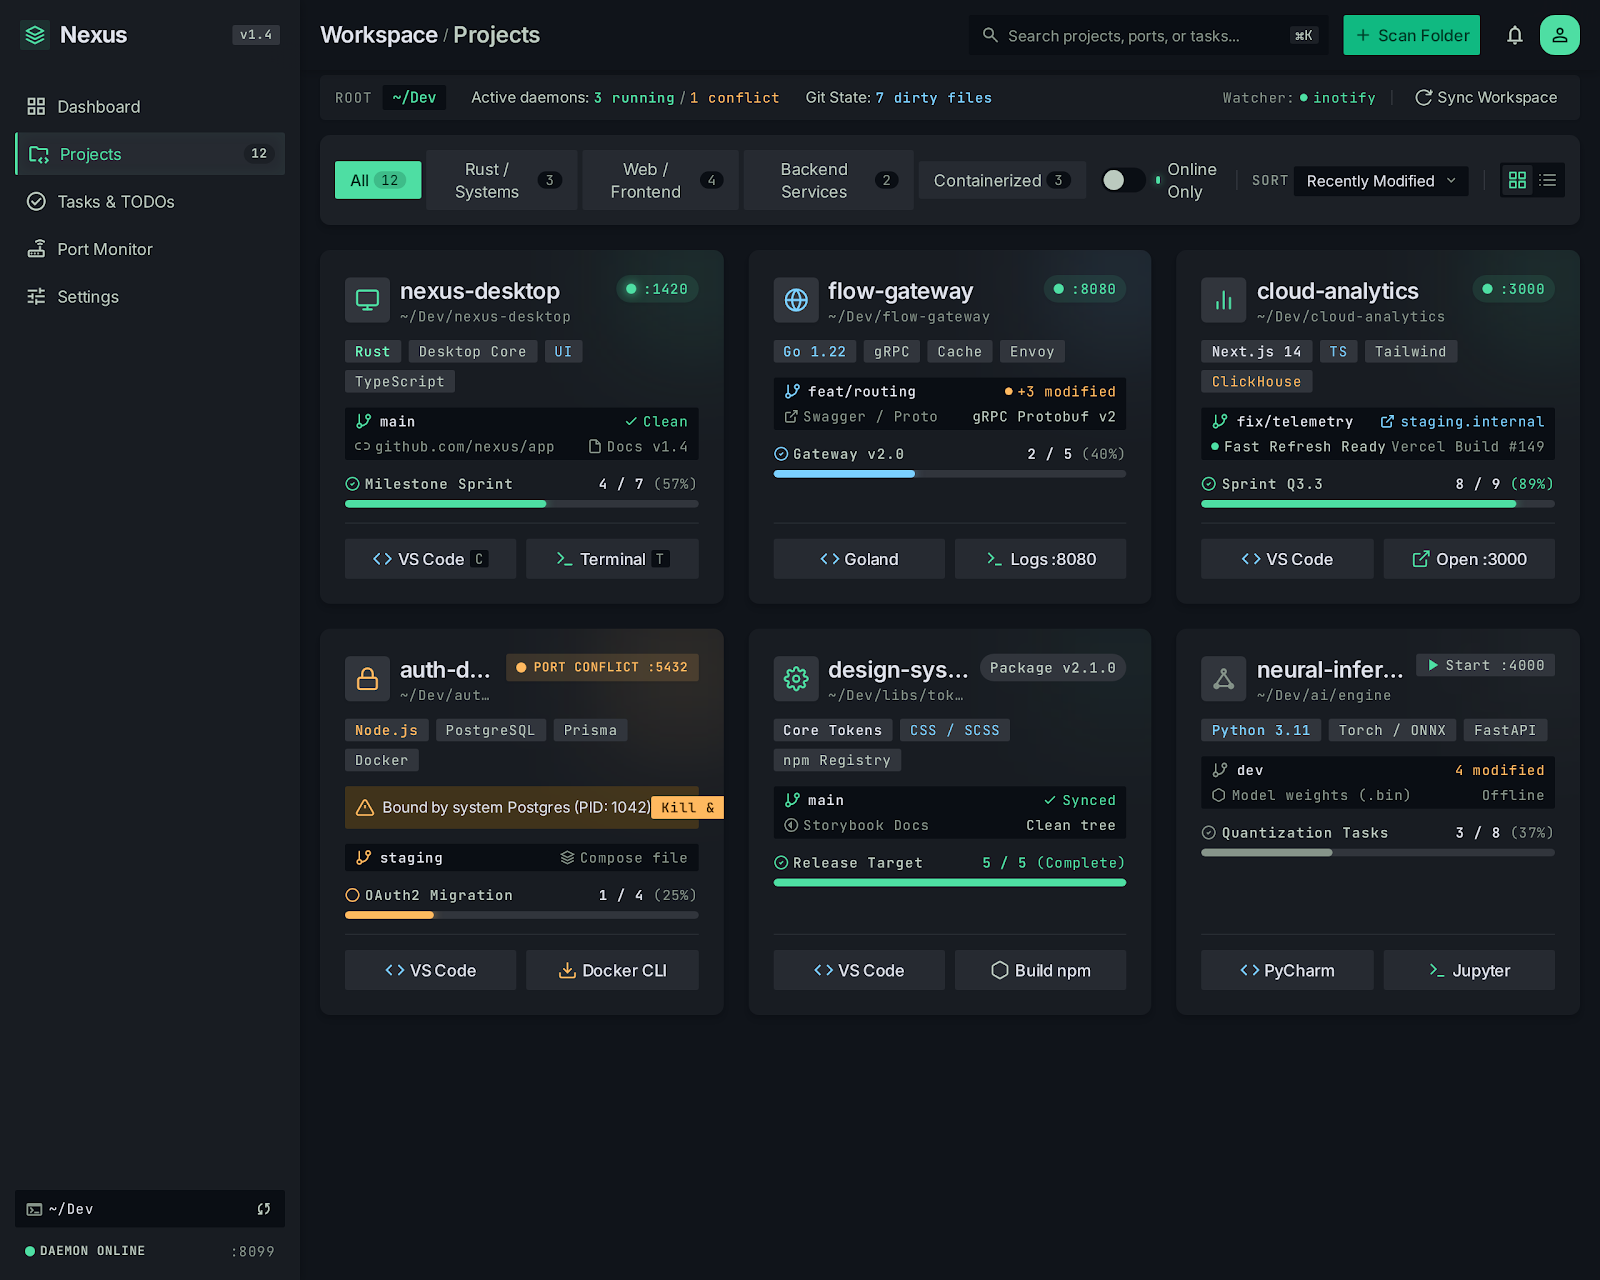 Nexus
v1.4
Dashboard
Projects
12
Tasks & TODOs
Port Monitor
Settings
~/Dev
DAEMON ONLINE
:8099
Workspace / Projects
Search projects, ports, or tasks...
⌘K
+ Scan Folder
ROOT ~/Dev Active daemons: 3 running / 1 conflict Git State: 7 dirty files
Watcher: inotify
Sync Workspace
All 12
Rust /
Systems
3
Web /
Frontend
4
Backend
Services
2
Containerized 3
Online
Only
SORT
Recently Modified
nexus-desktop
:1420
~/Dev/nexus-desktop
Rust Desktop Core UI
TypeScript
main Clean
github.com/nexus/app Docs v1.4
Milestone Sprint 4 / 7 (57%)
VS Code C
Terminal T
flow-gateway
:8080
~/Dev/flow-gateway
Go 1.22 gRPC Cache Envoy
feat/routing +3 modified
Swagger / Proto gRPC Protobuf v2
Gateway v2.0 2 / 5 (40%)
Goland
Logs :8080
cloud-analytics
:3000
~/Dev/cloud-analytics
Next.js 14 TS Tailwind
ClickHouse
fix/telemetry staging.internal
Fast Refresh Ready Vercel Build #149
Sprint Q3.3 8 / 9 (89%)
VS Code
Open :3000
auth-d...
PORT CONFLICT :5432
~/Dev/aut...
Node.js PostgreSQL Prisma
Docker
Bound by system Postgres (PID: 1042) Kill &
staging Compose file
OAuth2 Migration 1 / 4 (25%)
VS Code
Docker CLI
design-sys...
Package v2.1.0
~/Dev/libs/tok...
Core Tokens CSS / SCSS
npm Registry
main Synced
Storybook Docs Clean tree
Release Target 5 / 5 (Complete)
VS Code
Build npm
neural-infer...
Start :4000
~/Dev/ai/engine
Python 3.11 Torch / ONNX FastAPI
dev 4 modified
Model weights (.bin) Offline
Quantization Tasks 3 / 8 (37%)
PyCharm
Jupyter